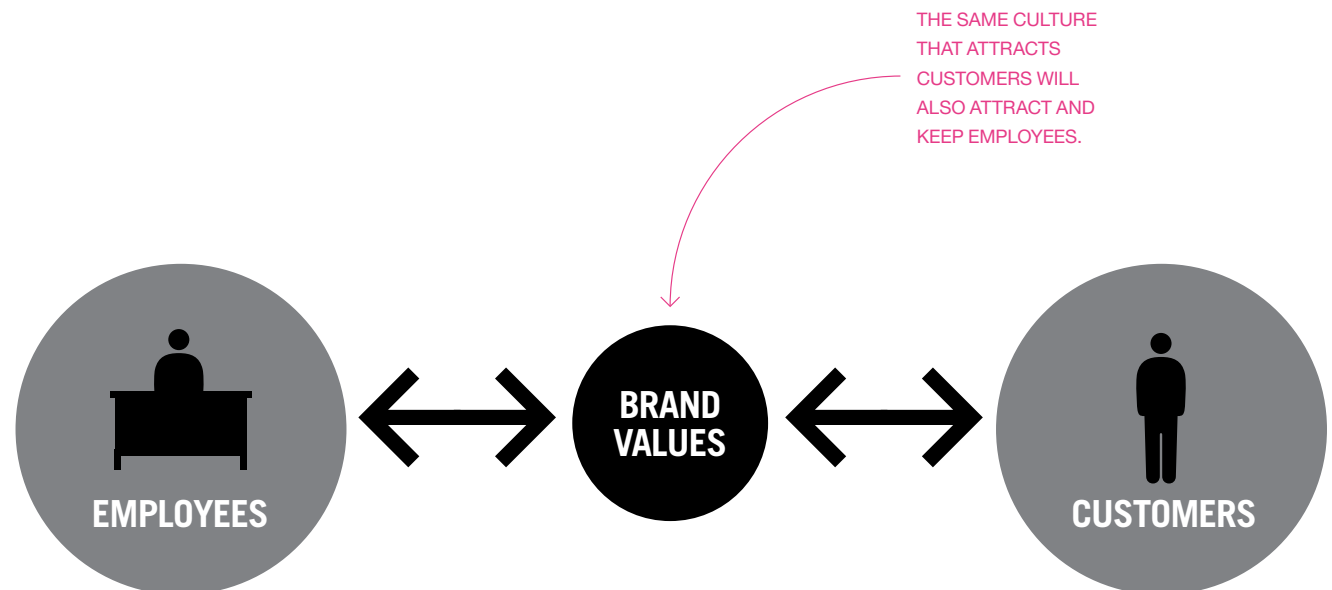 THE SAME CULTURE
THAT ATTRACTS
CUSTOMERS WILL
ALSO ATTRACT AND
KEEP EMPLOYEES.
BRAND
VALUES
EMPLOYEES
CUSTOMERS